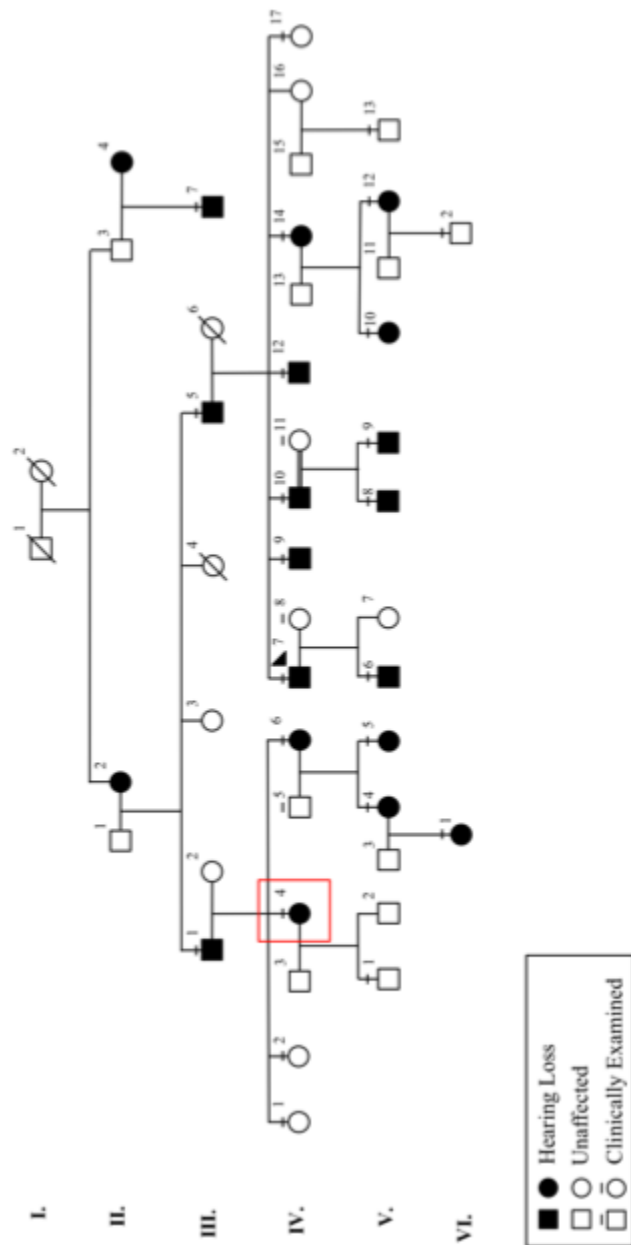 I. 1 2
II. 1 2 3 4
III. 1 2 3 4 5 6 7
IV. 1 2 3 4 5 6 7 8 9 10 11 12 13 14 15 16 17
V. 1 2 3 4 5 6 7 8 9 10 11 12 13
VI. 1 2
Hearing Loss
Unaffected
Clinically Examined